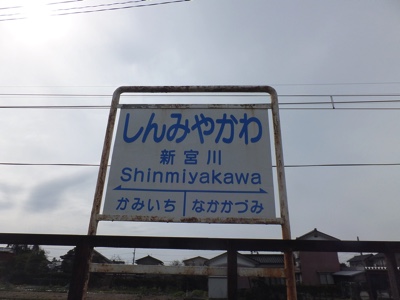 しんみやかわ
新宮川
Shinmiyakawa
かみいち なかかづみ